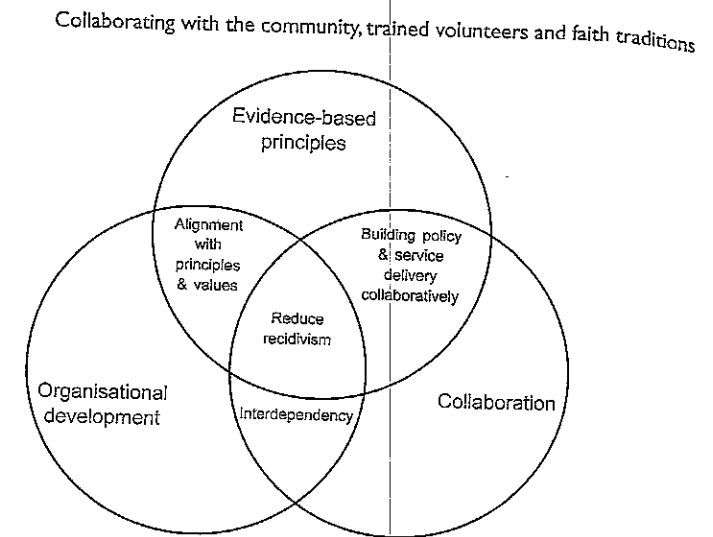 Collaborating with the community, trained volunteers and faith traditions
Evidence-based
principles
Alignment
with
principles
& values
Building policy
& service
delivery
collaboratively
Reduce
recidivism
Organisational
development
Interdependency
Collaboration